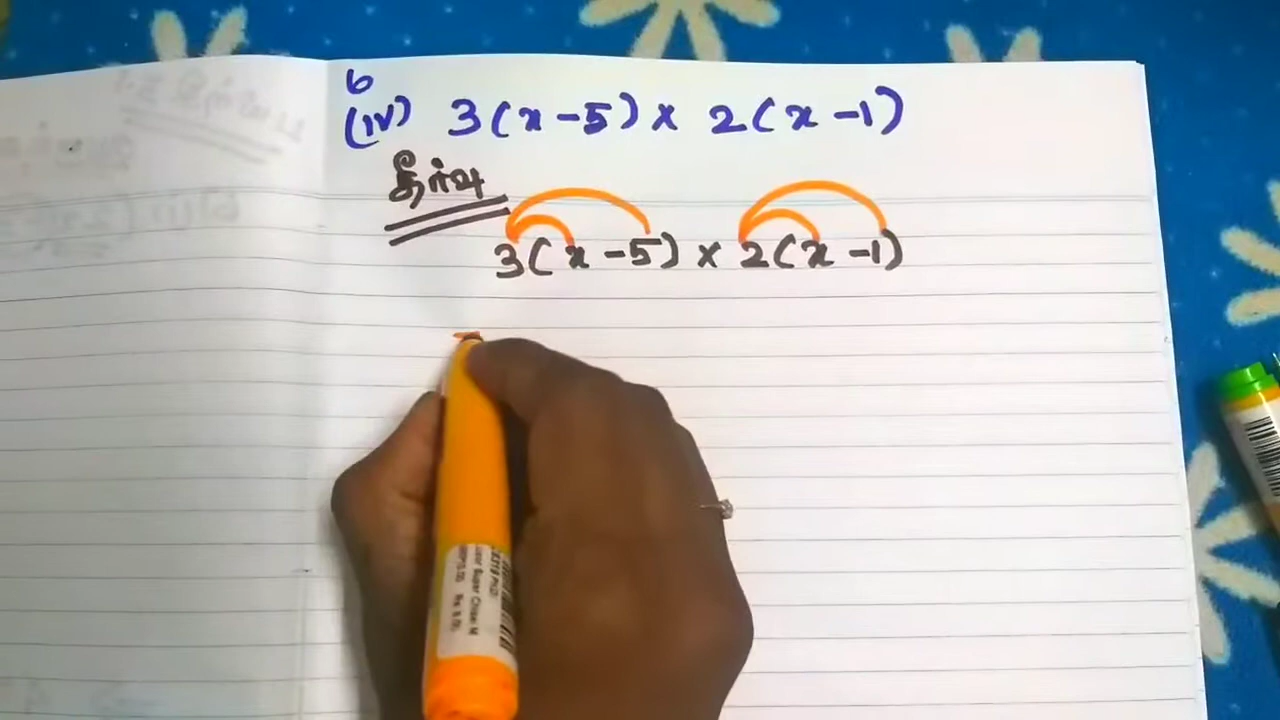 6
(iv) 3(x-5) x 2(x-1)
தீர்வு
3(x-5) x 2(x-1)